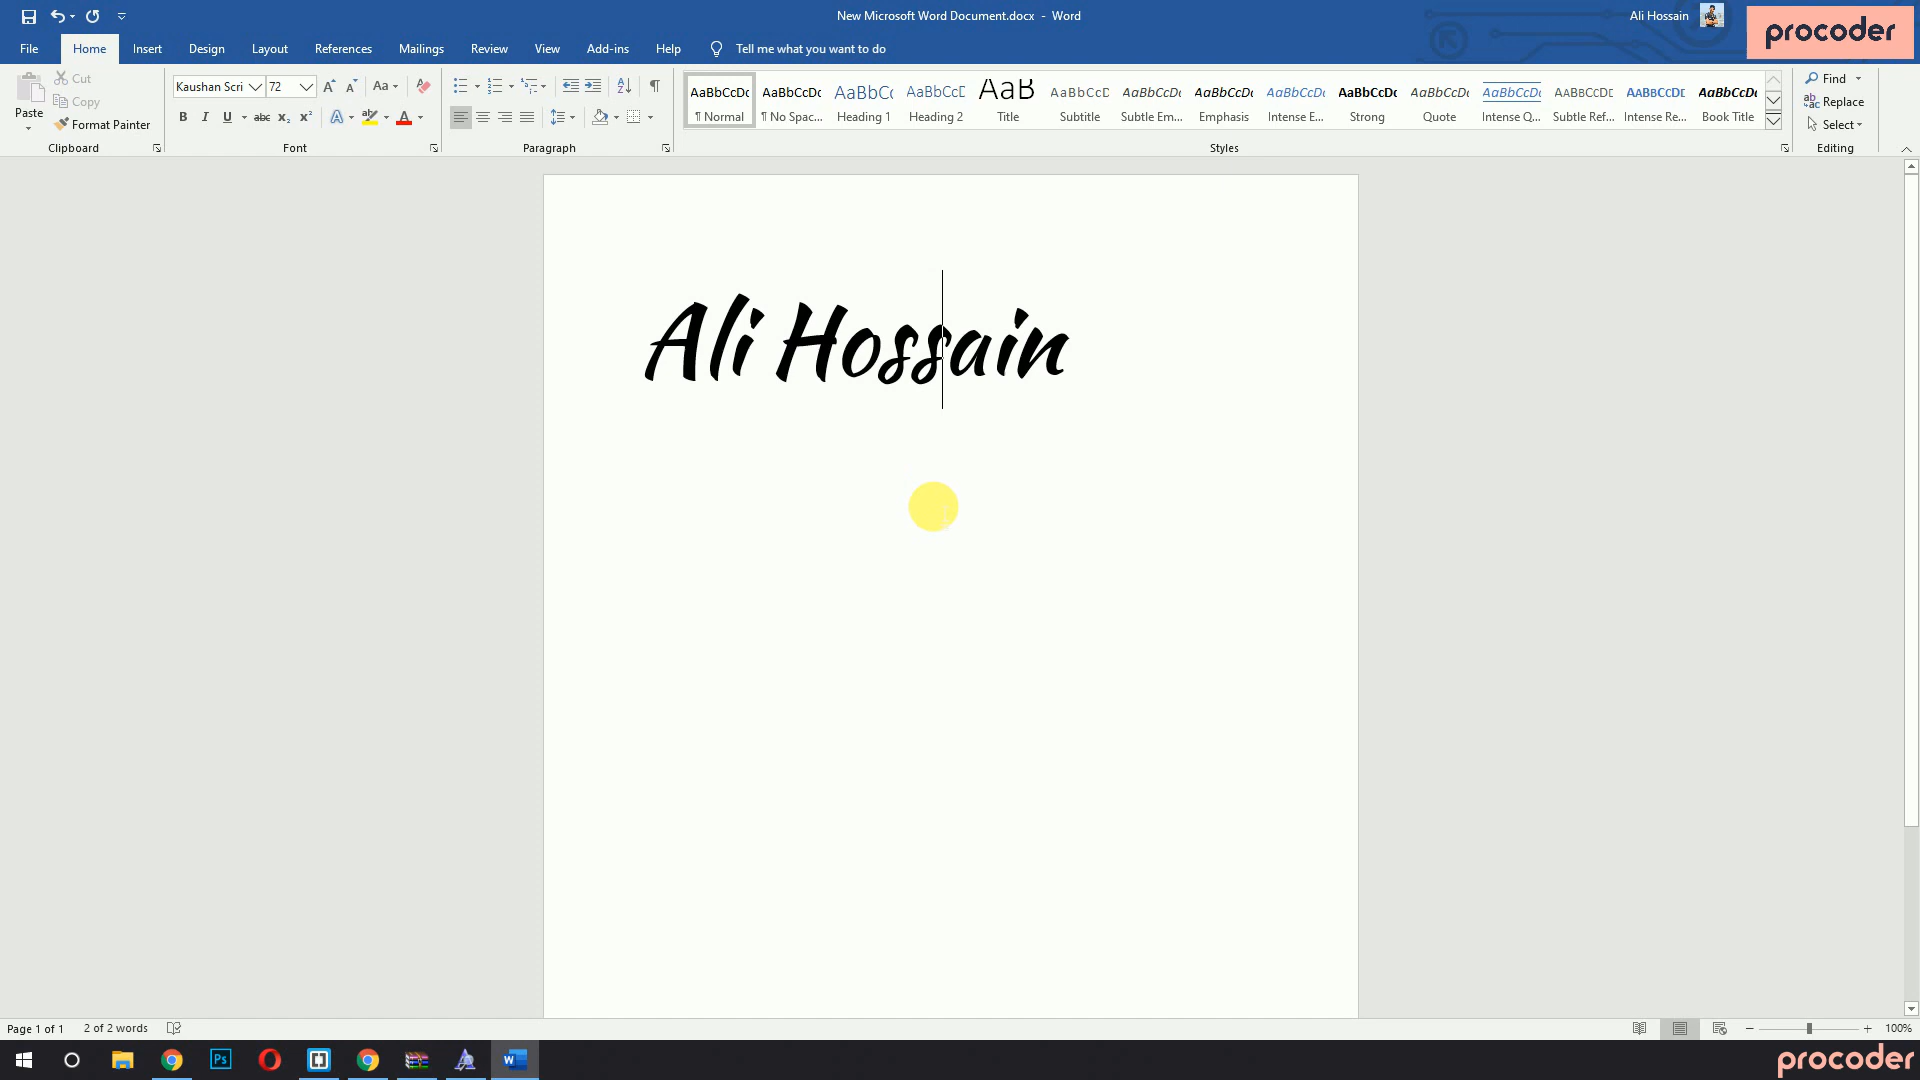 New Microsoft Word Document.docx - Word
Ali Hossain
procoder
File Home Insert Design Layout References Mailings Review View Add-ins Help Tell me what you want to do
Paste
Cut
Copy
Format Painter
Clipboard
Kaushan Scri 72
Font
Paragraph
AaBbCcDc AaBbCcDc AaBbCc AaBbCcD AaB AaBbCcD AaBbCcDc AaBbCcDc AaBbCcDc AaBbCcDc AaBbCcDc AaBbCcDc AABBCCDE AABBCCDE AaBbCcDc
¶ Normal ¶ No Spac... Heading 1 Heading 2 Title Subtitle Subtle Em... Emphasis Intense E... Strong Quote Intense Q... Subtle Ref... Intense Re... Book Title
Styles
Find
Replace
Select
Editing
Ali Hossain
Page 1 of 1 2 of 2 words
100%
procoder